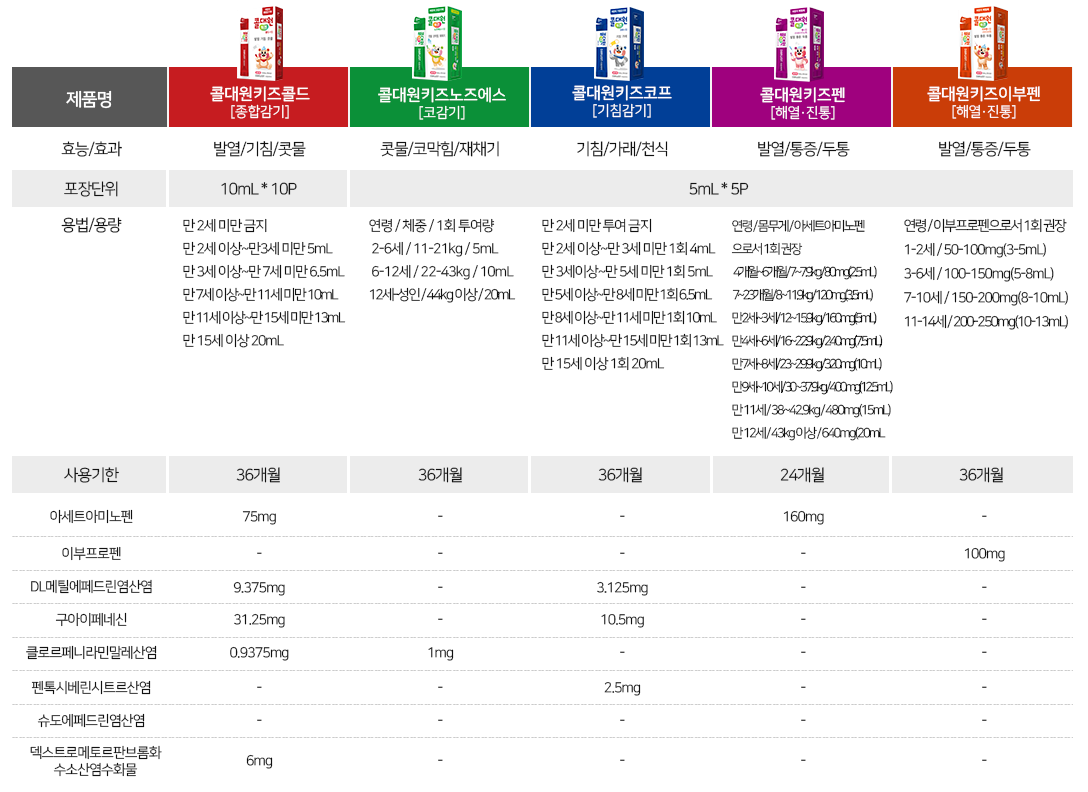 콜대원
콜대원
콜대원
콜대원
콜대원
제품명
콜대원키즈콜드
[종합감기]
콜대원키즈노즈에스
[코감기]
콜대원키즈코프
[기침감기]
콜대원키즈펜
[해열·진통]
콜대원키즈이부펜
[해열·진통]
효능/효과
발열/기침/콧물
콧물/코막힘/재채기
기침/가래/천식
발열/통증/두통
발열/통증/두통
포장단위
10mL * 10P
5mL * 5P
용법/용량
만 2세 미만 금지
만 2세 이상~만3세 미만 5mL
만 3세 이상~만 7세 미만 6.5mL
만 7세 이상~만 11세 미만 10mL
만 11세 이상~만 15세 미만 13mL
만 15세 이상 20mL
연령 / 체중 / 1회 투여량
2-6세 / 11-21kg / 5mL
6-12세 / 22-43kg / 10mL
12세~성인 / 44kg 이상 / 20mL
만 2세 미만 투여 금지
만 2세 이상~만 3세 미만 1회 4mL
만 3세이상~만 5세 미만 1회 5mL
만 5세 이상~만 8세 미만 1회 6.5mL
만 8세 이상~만 11세 미만 1회 10mL
만 11세 이상~만 15세 미만 1회 13mL
만 15세 이상 1회 20mL
연령/몸무게/아세트아미노펜
으로서 1회 권장
4개월~6개월/7~7.9kg/80mg(2.5mL)
7~23개월/8~11.9kg/120mg(3.5mL)
만2세~3세/12~15.9kg/160mg(5mL)
만4세~6세/16~22.9kg/240mg(7.5mL)
만7세~8세/23~29.9kg/320mg(10mL)
만9세~10세/30~37.9kg/400mg(12.5mL)
만 11세 / 38~42.9kg / 480mg(15mL)
만 12세 / 43kg 이상 / 640mg(20mL
연령/이부프로펜으로서 1회 권장
1-2세 / 50-100mg(3-5mL)
3-6세 / 100-150mg(5-8mL)
7-10세 / 150-200mg(8-10mL)
11-14세 / 200-250mg(10-13mL)
사용기한
36개월
36개월
36개월
24개월
36개월
아세트아미노펜
75mg
-
-
160mg
-
이부프로펜
-
-
-
-
100mg
DL메틸에페드린염산염
9.375mg
-
3.125mg
-
-
구아이페네신
31.25mg
-
10.5mg
-
-
클로르페니라민말레산염
0.9375mg
1mg
-
-
-
펜톡시베린시트르산염
-
-
2.5mg
-
-
슈도에페드린염산염
-
-
-
-
-
덱스트로메토르판브롬화
수소산염수화물
6mg
-
-
-
-